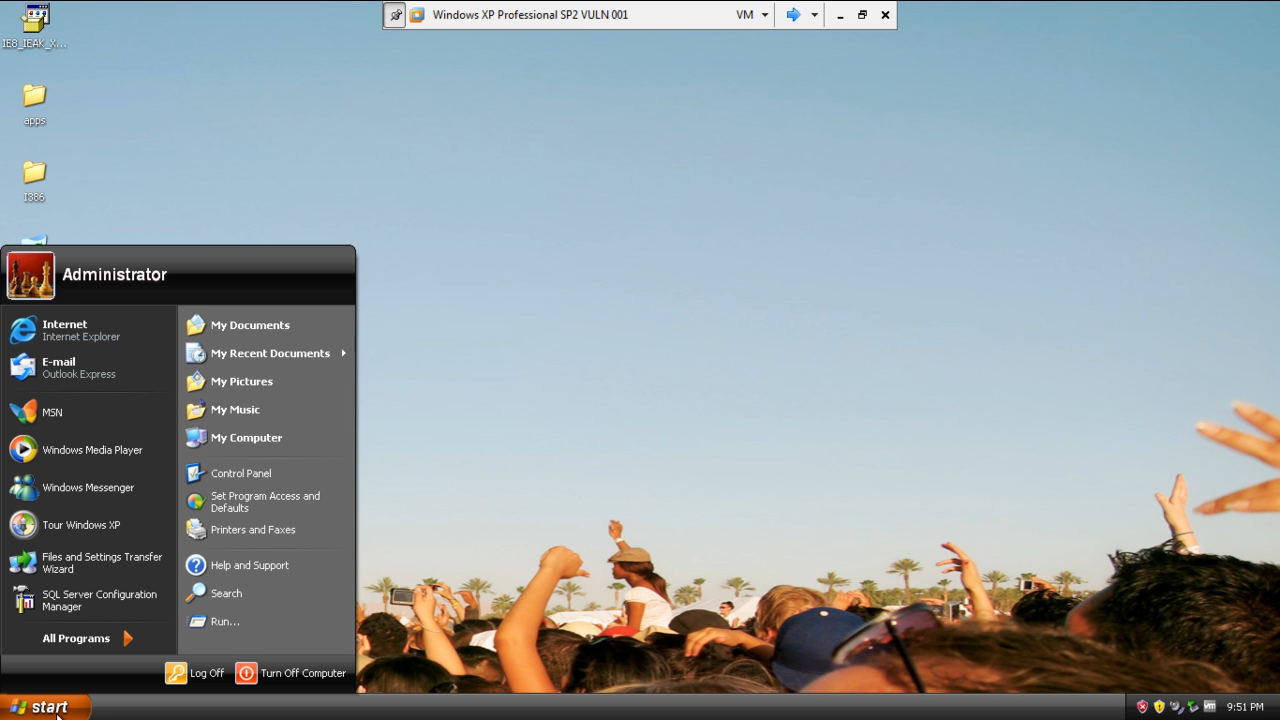 Windows XP Professional SP2 VULN 001
VM
IE8_IEAK_X...
apps
I386
Administrator
Internet
Internet Explorer
E-mail
Outlook Express
MSN
Windows Media Player
Windows Messenger
Tour Windows XP
Files and Settings Transfer
Wizard
SQL Server Configuration
Manager
All Programs
My Documents
My Recent Documents
My Pictures
My Music
My Computer
Control Panel
Set Program Access and
Defaults
Printers and Faxes
Help and Support
Search
Run...
Log Off
Turn Off Computer
start
vm
9:51 PM